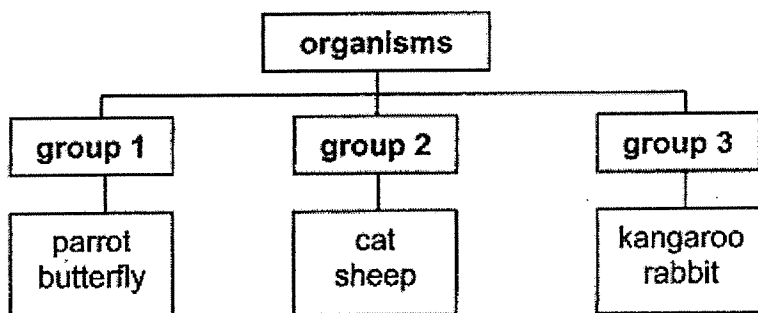 organisms
group 1
group 2
group 3
parrot
butterfly
cat
sheep
kangaroo
rabbit